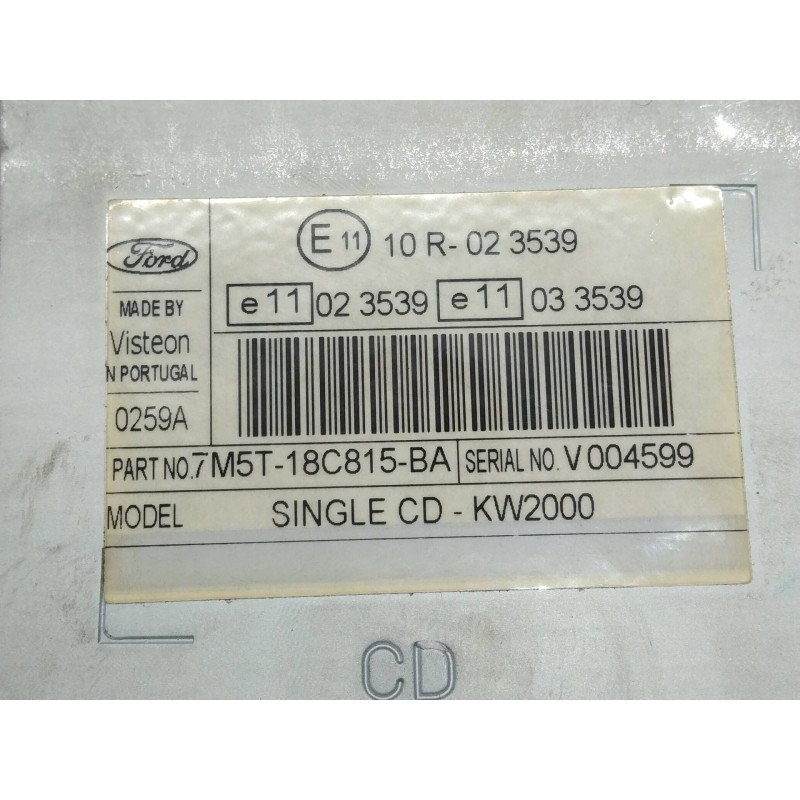 Ford
E 11 10 R- 02 3539
e 11 02 3539 e 11 03 3539
MADE BY
Visteon
N PORTUGAL
0259A
PART NO. 7M5T-18C815-BA SERIAL NO. V004599
MODEL SINGLE CD - KW2000
CD